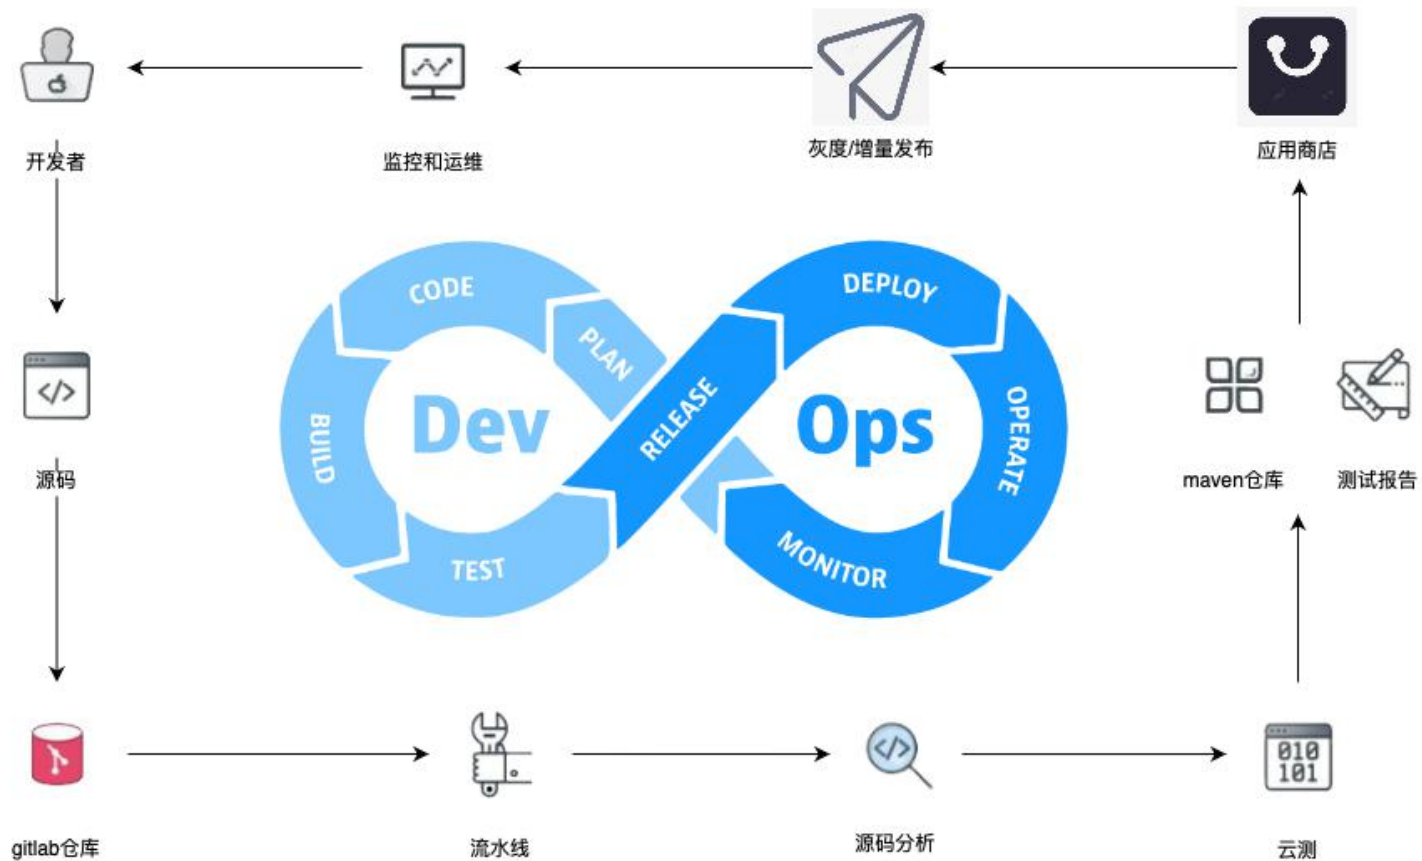 开发者
监控和运维
灰度/增量发布
应用商店
CODE
PLAN
DEPLOY
BUILD
Dev
RELEASE
Ops
OPERATE
TEST
MONITOR
源码
maven仓库
测试报告
010
101
gitlab仓库
流水线
源码分析
云测